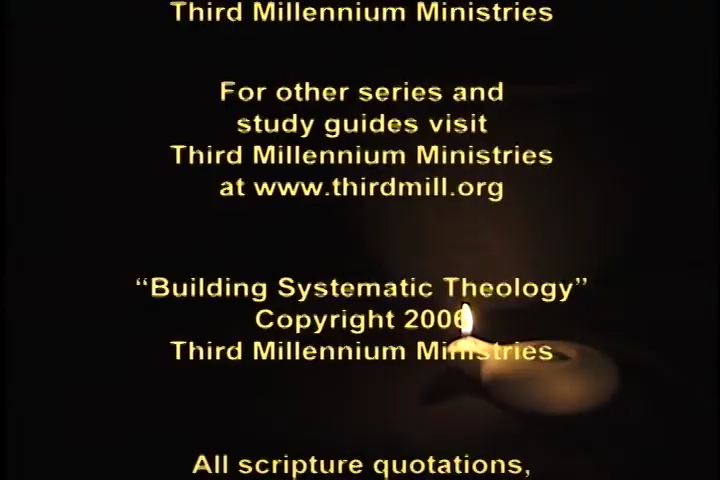 Third Millennium Ministries
For other series and
study guides visit
Third Millennium Ministries
at www.thirdmill.org
“Building Systematic Theology”
Copyright 2006
Third Millennium Ministries
All scripture quotations,